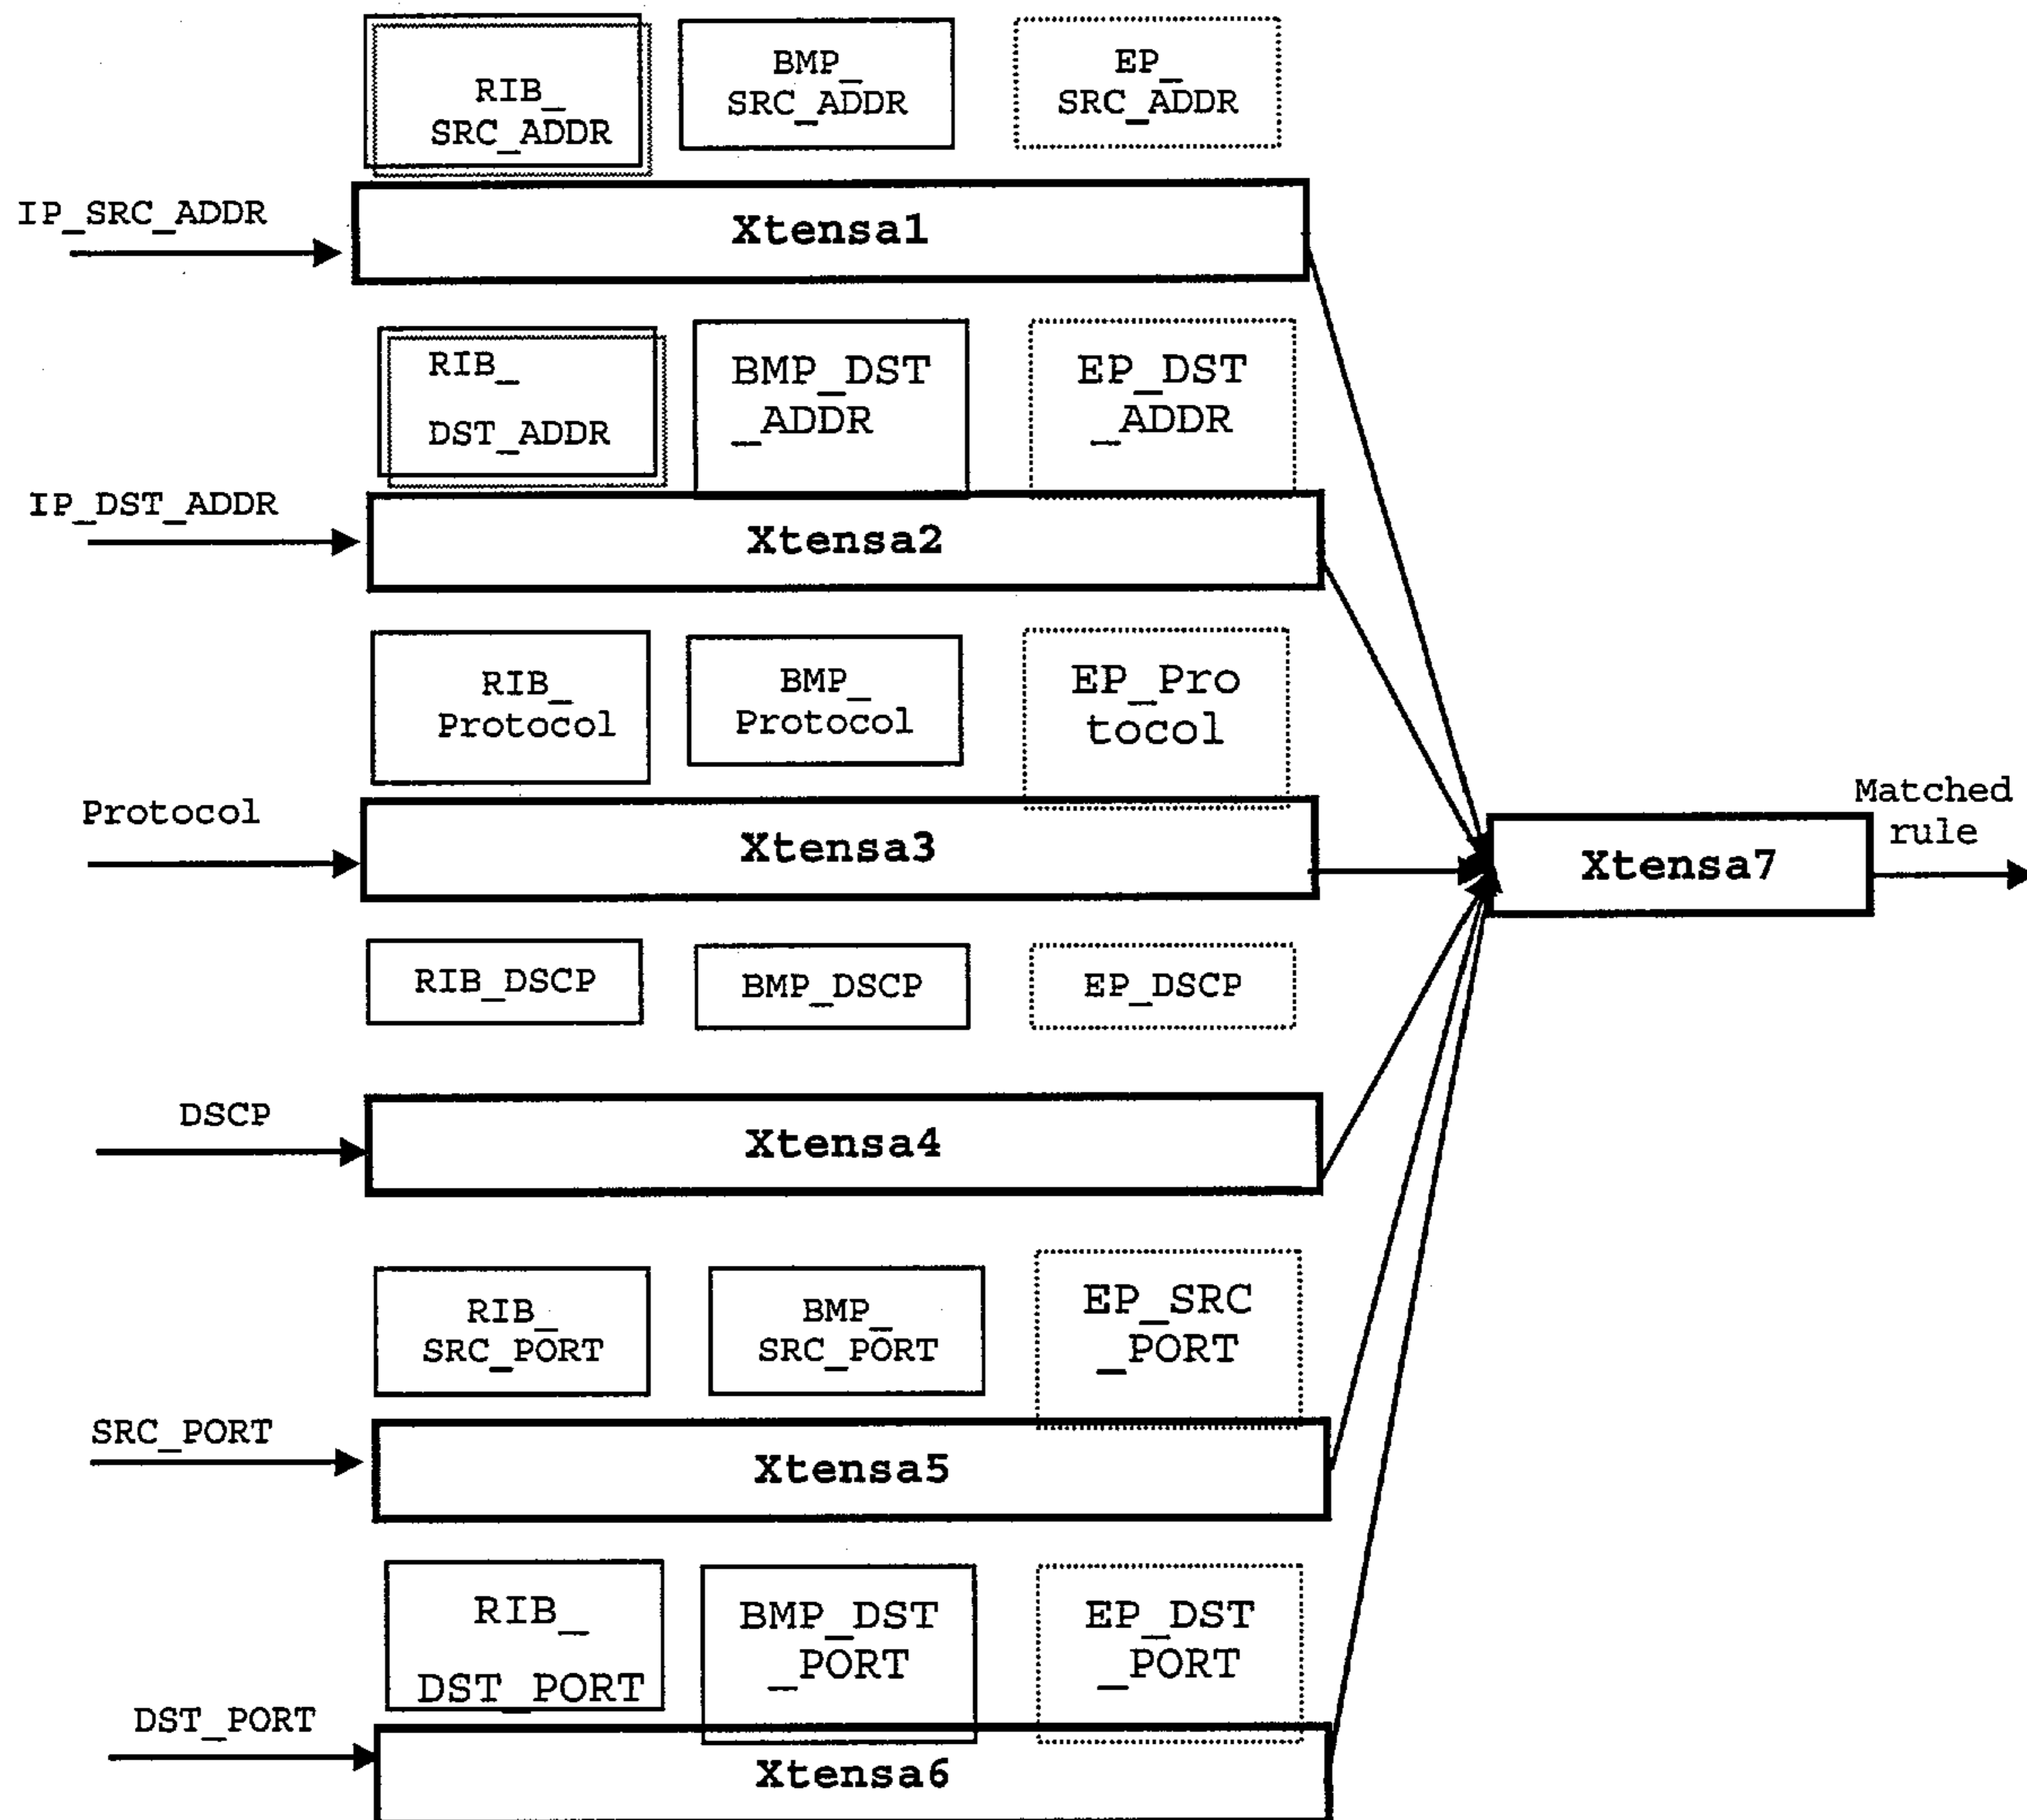 RIB_
SRC_ADDR
BMP_
SRC_ADDR
EP_
SRC_ADDR
IP_SRC_ADDR
Xtensa1
RIB_
DST_ADDR
BMP_DST
_ADDR
EP_DST
_ADDR
IP_DST_ADDR
Xtensa2
RIB_
Protocol
BMP_
Protocol
EP_Pro
tocol
Protocol
Xtensa3
Xtensa7
Matched
rule
RIB_DSCP
BMP_DSCP
EP_DSCP
DSCP
Xtensa4
RIB_
SRC_PORT
BMP_
SRC_PORT
EP_SRC
_PORT
SRC_PORT
Xtensa5
RIB_
DST_PORT
BMP_DST
_PORT
EP_DST
_PORT
DST_PORT
Xtensa6